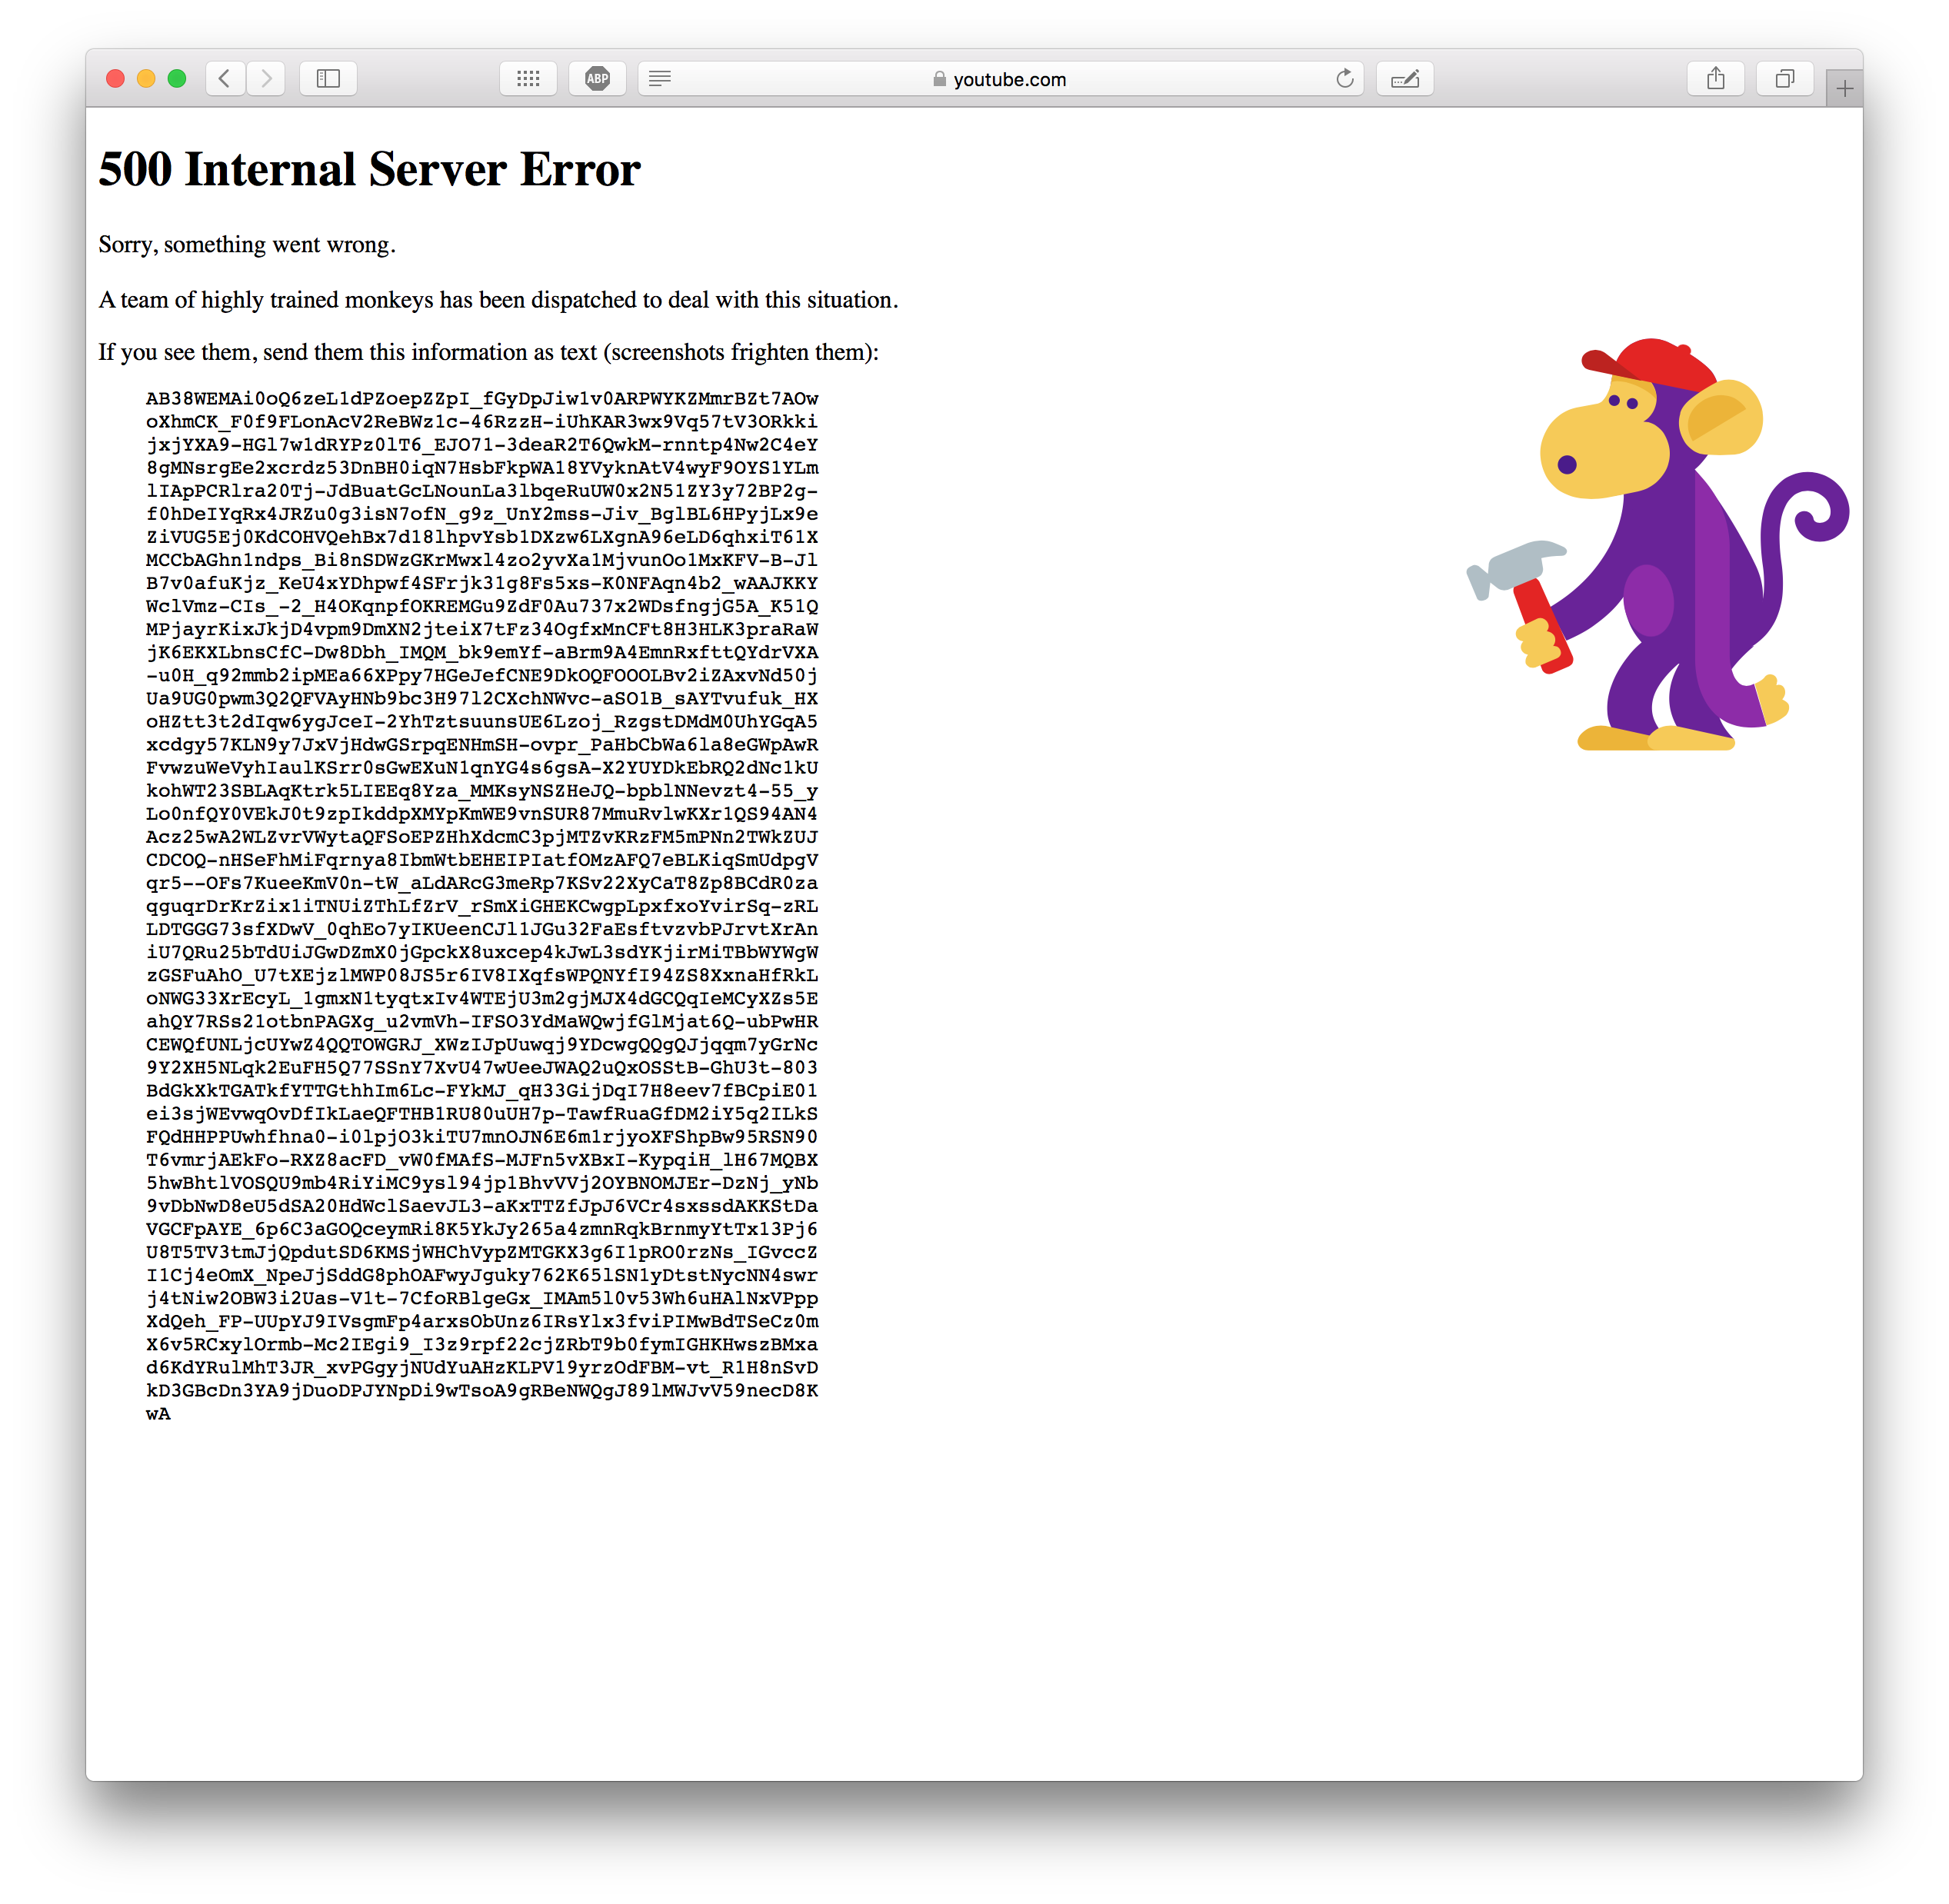 ABP
youtube.com
500 Internal Server Error
Sorry, something went wrong.
A team of highly trained monkeys has been dispatched to deal with this situation.
If you see them, send them this information as text (screenshots frighten them):
AB38WEMAi0oQ6zeL1dPZoepZZpI_fGyDpJiw1v0ARPWYKZMmrBZt7AOw
oXhmCK_F0f9FLonAcV2ReBWz1c-46RzzH-iUhKAR3wx9Vq57tV3ORkki
jxjYXA9-HGl7w1dRYPz0lT6_EJO71-3deaR2T6QwkM-rnntp4Nw2C4eY
8gMNsrgEe2xcrdz53DnBH0iqN7HsbFkpWA18YVyknAtV4wyF9OYS1YLm
lIApPCRlra20Tj-JdBuatGcLNounLa3lbqeRuUW0x2N51ZY3y72BP2g-
f0hDeIYqRx4JRZu0g3isN7ofN_g9z_UnY2mss-Jiv_BglBL6HPyjLx9e
ZiVUG5Ej0KdCOHVQehBx7d18lhpvYsb1DXzw6LXgnA96eLD6qhxiT61X
MCCbAGhn1ndps_Bi8nSDWzGKrMwxl4zo2yvXa1MjvunOo1MxKFV-B-Jl
B7v0afuKjz_KeU4xYDhpwf4SFrjk31g8Fs5xs-K0NFAqn4b2_wAAJKKY
WclVmz-CIs_-2_H4OKqnpfOKREMGu9ZdF0Au737x2WDsfngjG5A_K51Q
MPjayrKixJkjD4vpm9DmXN2jteiX7tFz34OgfxMnCFt8H3HLK3praRaW
jK6EKXLbnsCfC-Dw8Dbh_IMQM_bk9emYf-aBrm9A4EmnRxfttQYdrVXA
-u0H_q92mmb2ipMEa66XPpy7HGeJefCNE9DkOQFOOOLBv2iZAxvNd50j
Ua9UG0pwm3Q2QFVAyHNb9bc3H97l2CXchNWvc-aSO1B_sAYTvufuk_HX
oHZtt3t2dIqw6ygJceI-2YhTztsuunsUE6Lzoj_RzgstDMdM0UhYGqA5
xcdgy57KLN9y7JxVjHdwGSrpqENHmSH-ovpr_PaHbCbWa6la8eGWpAwR
FvwzuWeVyhIaulKSrr0sGwEXuN1qnYG4s6gsA-X2YUYDkEbRQ2dNc1kU
kohWT23SBLAqKtrk5LIEEq8Yza_MMKsyNSZHeJQ-bpblNNevzt4-55_y
Lo0nfQY0VEkJ0t9zpIkddpXMYpKmWE9vnSUR87MmuRvlwKXr1QS94AN4
Acz25wA2WLZvrVWytaQFSoEPZHhXdcmC3pjMTZvKRzFM5mPNn2TWkZUJ
CDCOQ-nHSeFhMiFqrnya8IbmWtbEHEIPIatfOMzAFQ7eBLKiqSmUdpgV
qr5--OFs7KueeKmV0n-tW_aLdARcG3meRp7KSv22XyCaT8Zp8BCdR0za
qguqrDrKrZix1iTNUiZThLfZrV_rSmXiGHEKCwgpLpxfxoYvirSq-zRL
LDTGGG73sfXDwV_0qhEo7yIKUeenCJl1JGu32FaEsftvzvbPJrvtXrAn
iU7QRu25bTdUiJGwDZmX0jGpckX8uxcep4kJwL3sdYKjirMiTBbWYWgW
zGSFuAhO_U7tXEjzlMWP08JS5r6IV8IXqfsWPQNYfI94ZS8XxnaHfRkL
oNWG33XrEcyL_1gmxN1tyqtxIv4WTEjU3m2gjMJX4dGCQqIeMCyXZs5E
ahQY7RSs21otbnPAGXg_u2vmVh-IFSO3YdMaWQwjfGlMjat6Q-ubPwHR
CEWQfUNLjcUYwZ4QQTOWGRJ_XWzIJpUuwqj9YDcwgQQgQJjqqm7yGrNc
9Y2XH5NLqk2EuFH5Q77SSnY7XvU47wUeeJWAQ2uQxOSStB-GhU3t-803
BdGkXkTGATkfYTTGthhIm6Lc-FYkMJ_qH33GijDqI7H8eev7fBCpiE01
ei3sjWEvwqOvDfIkLaeQFTHB1RU80uUH7p-TawfRuaGfDM2iY5q2ILkS
FQdHHPPUwhfhna0-i0lpjO3kiTU7mnOJN6E6m1rjyoXFShpBw95RSN90
T6vmrjAEkFo-RXZ8acFD_vW0fMAfS-MJFn5vXBxI-KypqiH_lH67MQBX
5hwBhtlVOSQU9mb4RiYiMC9ysl94jp1BhvVVj2OYBNOMJEr-DzNj_yNb
9vDbNwD8eU5dSA20HdWclSaevJL3-aKxTTZfJpJ6VCr4sxssdAKKStDa
VGCFpAYE_6p6C3aGOQceymRi8K5YkJy265a4zmnRqkBrnmyYtTx13Pj6
U8T5TV3tmJjQpdutSD6KMSjWHChVypZMTGKX3g6I1pRO0rzNs_IGvccZ
I1Cj4eOmX_NpeJjSddG8phOAFwyJguky762K65lSN1yDtstNycNN4swr
j4tNiw2OBW3i2Uas-V1t-7CfoRBlgeGx_IMAm5l0v53Wh6uHAlNxVPpp
XdQeh_FP-UUpYJ9IVsgmFp4arxsObUnz6IRsYlx3fviPIMwBdTSeCz0m
X6v5RCxylOrmb-Mc2IEgi9_I3z9rpf22cjZRbT9b0fymIGHKHwszBMxa
d6KdYRulMhT3JR_xvPGgyjNUdYuAHzKLPV19yrzOdFBM-vt_R1H8nSvD
kD3GBcDn3YA9jDuoDPJYNpDi9wTsoA9gRBeNWQgJ89lMWJvV59necD8K
wA